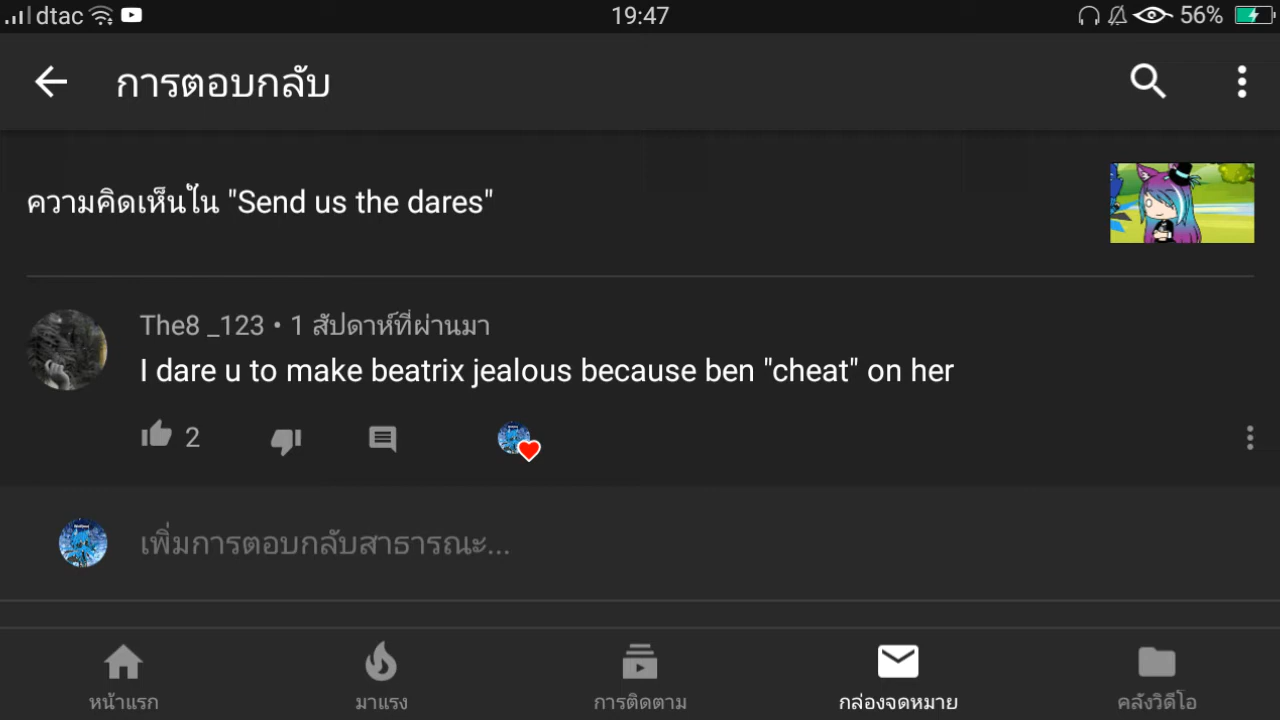 dtac 19:47 56%
การตอบกลับ
ความคิดเห็นใน "Send us the dares"
The8 _123 • 1 สัปดาห์ที่ผ่านมา
I dare u to make beatrix jealous because ben "cheat" on her
2
เพิ่มการตอบกลับสาธารณะ...
หน้าแรก มาแรง การติดตาม กล่องจดหมาย คลังวิดีโอ